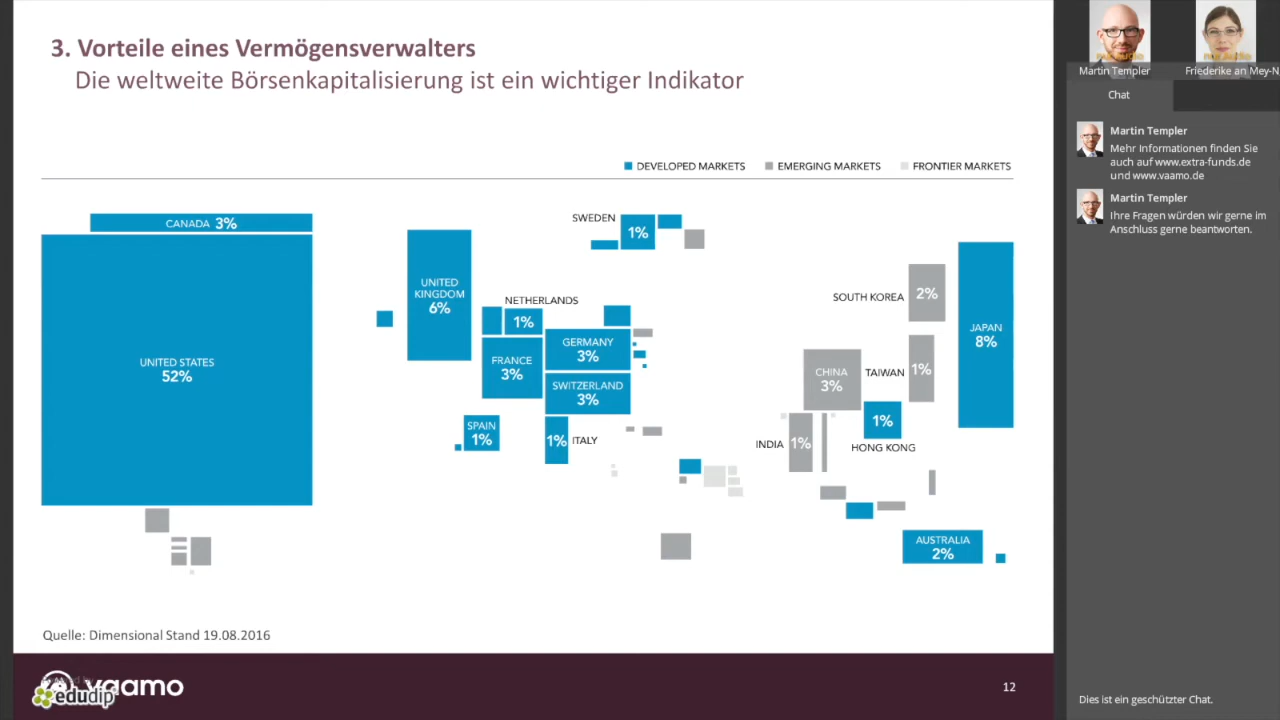 3. Vorteile eines Vermögensverwalters
Die weltweite Börsenkapitalisierung ist ein wichtiger Indikator
DEVELOPED MARKETS
EMERGING MARKETS
FRONTIER MARKETS
CANADA 3%
UNITED STATES
52%
UNITED
KINGDOM
6%
SWEDEN
1%
NETHERLANDS
1%
GERMANY
3%
FRANCE
3%
SWITZERLAND
3%
SPAIN
1%
1%
ITALY
SOUTH KOREA
2%
JAPAN
8%
CHINA
3%
TAIWAN
1%
1%
HONG KONG
INDIA
1%
AUSTRALIA
2%
Quelle: Dimensional Stand 19.08.2016
vaamo
edudip
12
Martin Templer
Friederike an Mey-N
Chat
Martin Templer
Mehr Informationen finden Sie
auch auf www.extra-funds.de
und www.vaamo.de
Martin Templer
Ihre Fragen würden wir gerne im
Anschluss gerne beantworten.
Dies ist ein geschützter Chat.